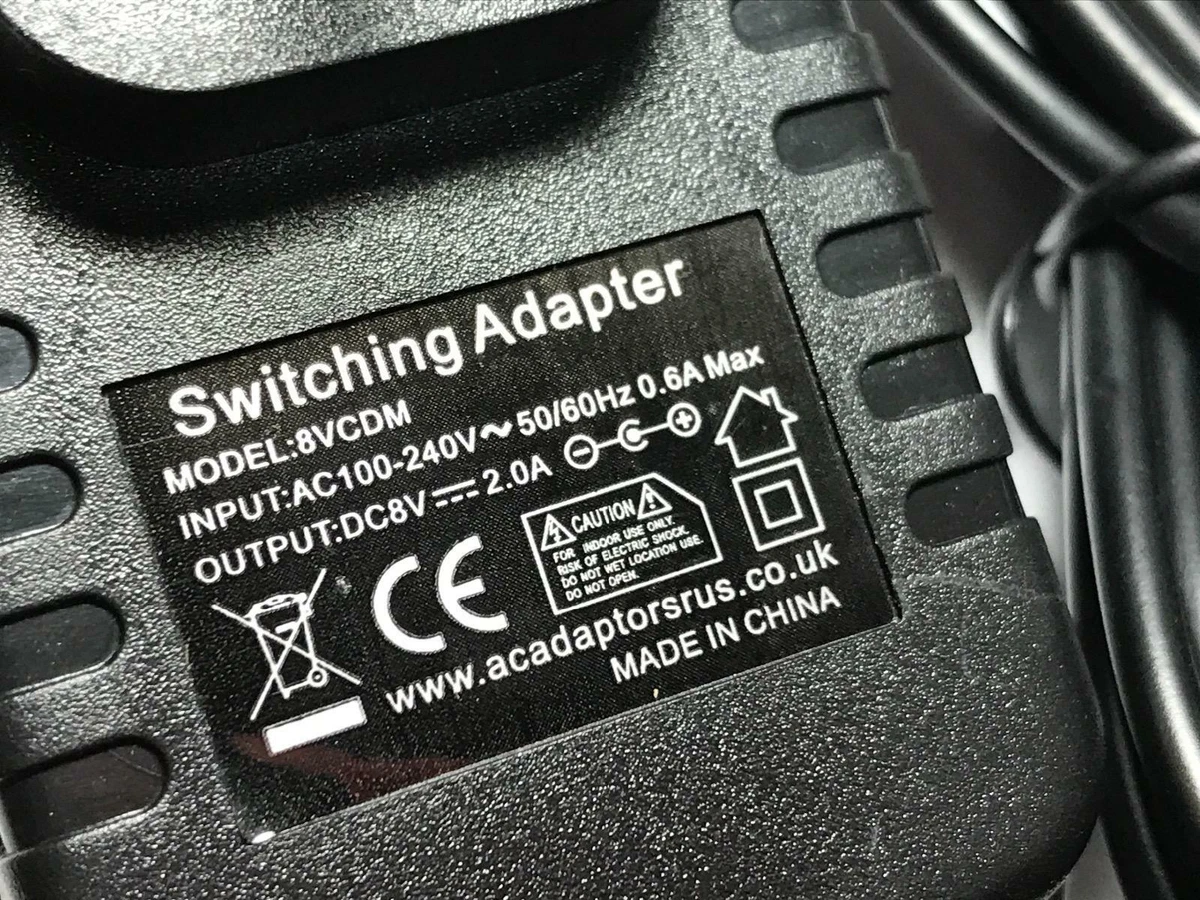 Switching Adapter
MODEL:8VCDM
INPUT:AC100-240V~50/60Hz 0.6A Max
OUTPUT:DC8V⎓2.0A
CE
CAUTION
FOR INDOOR USE ONLY.
RISK OF ELECTRIC SHOCK.
DO NOT WET LOCATION USE.
DO NOT OPEN.
www.acadaptorsrus.co.uk
MADE IN CHINA